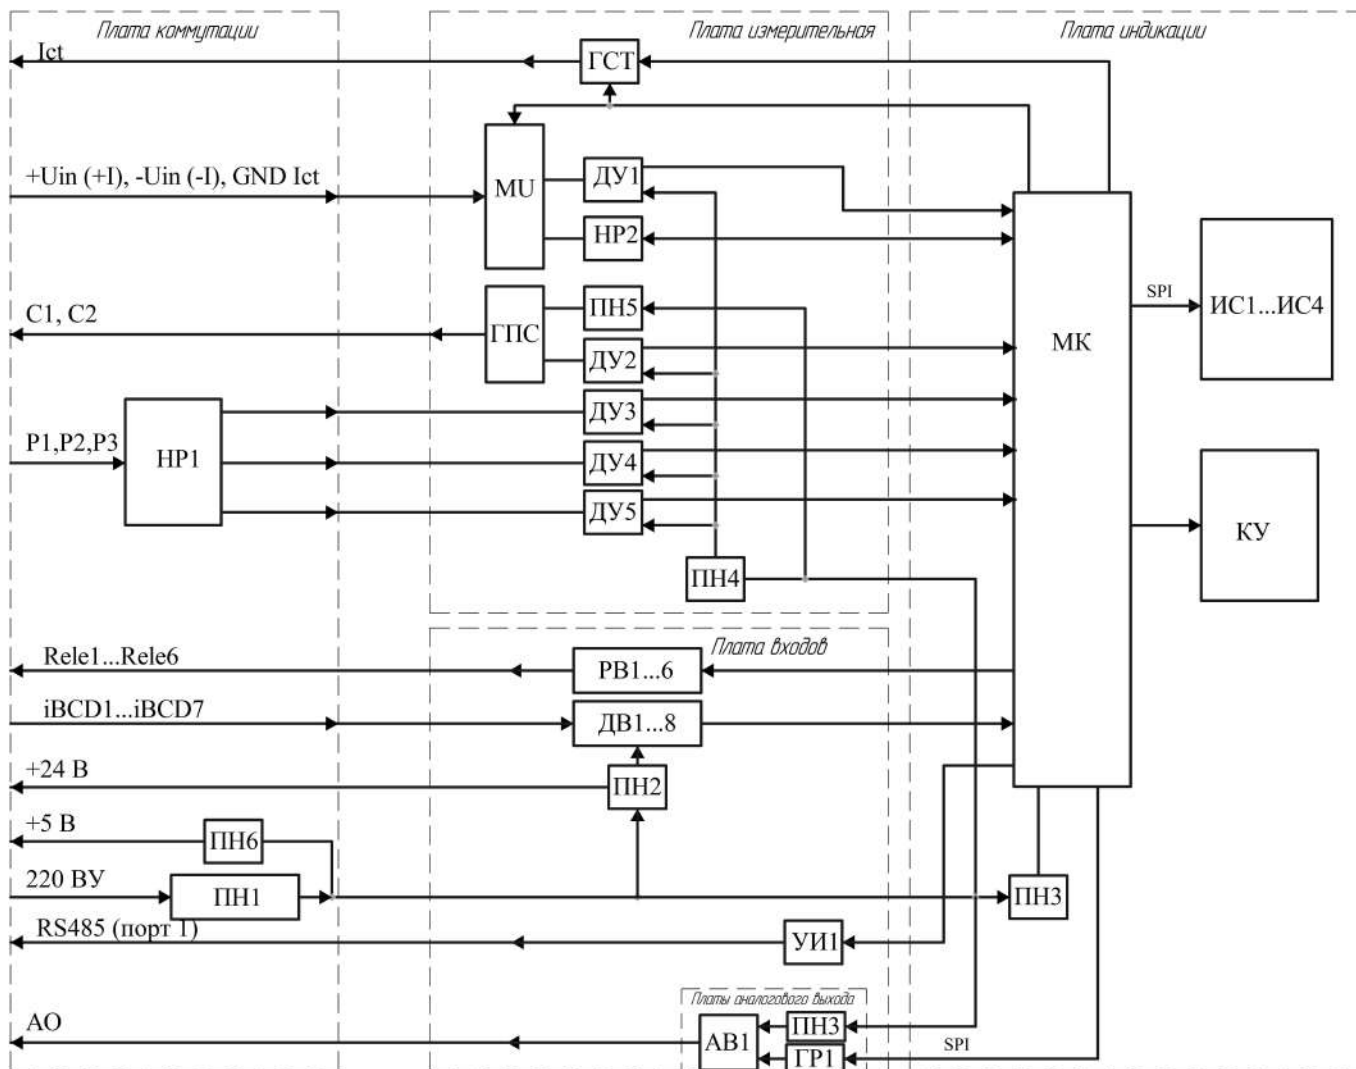 Плата коммутации
Плата измерительная
Плата индикации
Ict
ГСТ
+Uin (+I), -Uin (-I), GND Ict
MU
ДУ1
НР2
C1, C2
ГПС
ПН5
ДУ2
МК
SPI
ИС1...ИС4
P1,P2,P3
НР1
ДУ3
ДУ4
ДУ5
КУ
ПН4
Плата входов
Rele1...Rele6
РВ1...6
iBCD1...iBCD7
ДВ1...8
+24 В
ПН2
+5 В
ПН6
220 ВУ
ПН1
ПН3
RS485 (порт 1)
УИ1
Платы аналогового выхода
АО
АВ1
ПН3
ГР1
SPI